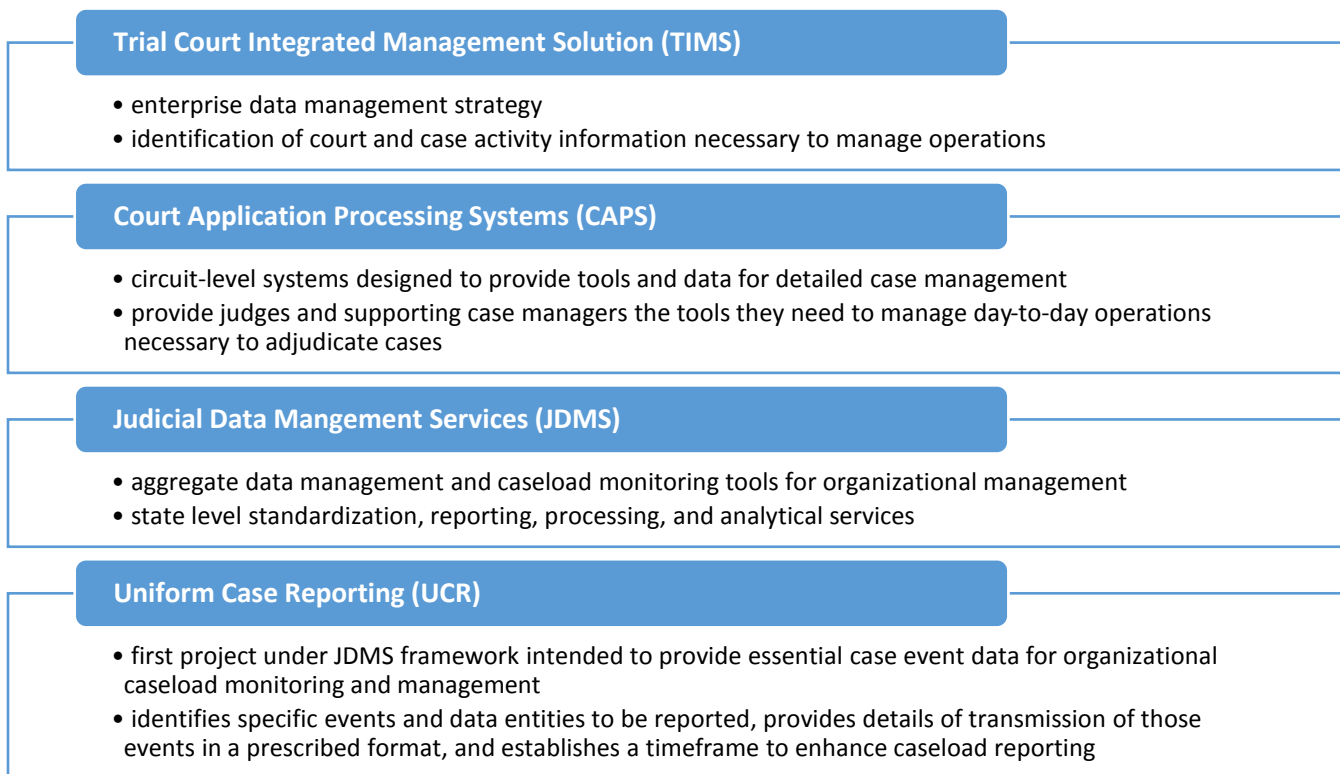 Trial Court Integrated Management Solution (TIMS)
• enterprise data management strategy
• identification of court and case activity information necessary to manage operations
Court Application Processing Systems (CAPS)
• circuit-level systems designed to provide tools and data for detailed case management
• provide judges and supporting case managers the tools they need to manage day-to-day operations
necessary to adjudicate cases
Judicial Data Mangement Services (JDMS)
• aggregate data management and caseload monitoring tools for organizational management
• state level standardization, reporting, processing, and analytical services
Uniform Case Reporting (UCR)
• first project under JDMS framework intended to provide essential case event data for organizational
caseload monitoring and management
• identifies specific events and data entities to be reported, provides details of transmission of those
events in a prescribed format, and establishes a timeframe to enhance caseload reporting